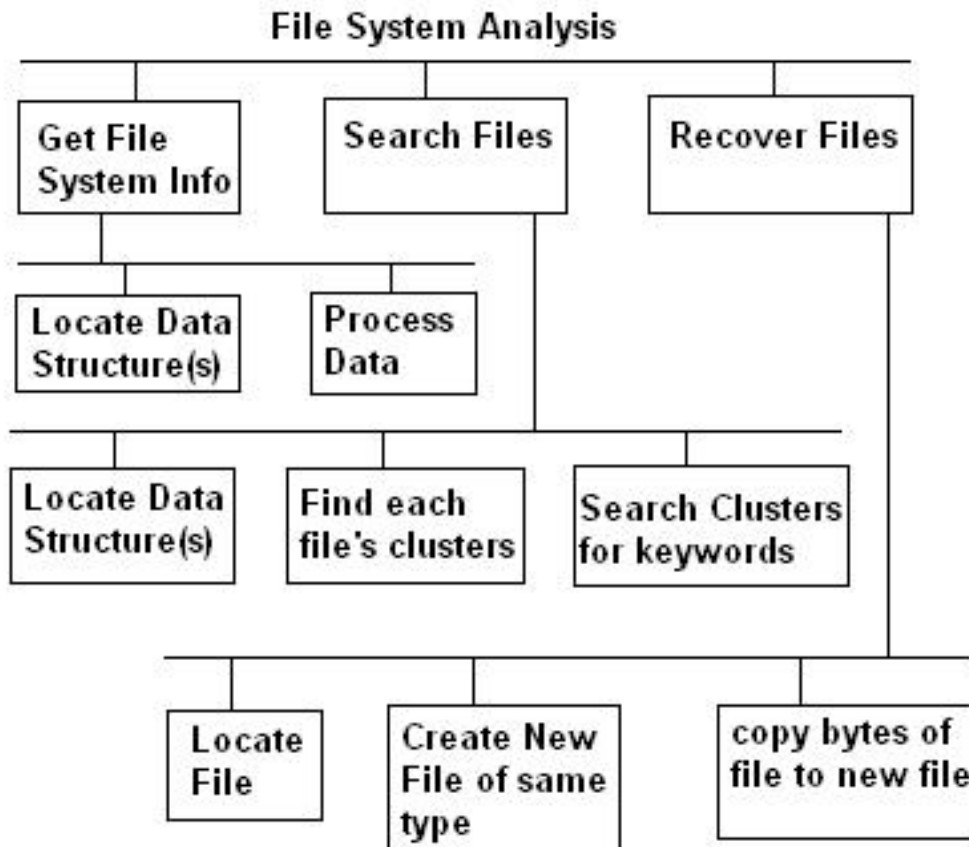 File System Analysis
Get File
System Info
Search Files
Recover Files
Locate Data
Structure(s)
Process
Data
Locate Data
Structure(s)
Find each
file's clusters
Search Clusters
for keywords
Locate
File
Create New
File of same
type
copy bytes of
file to new file